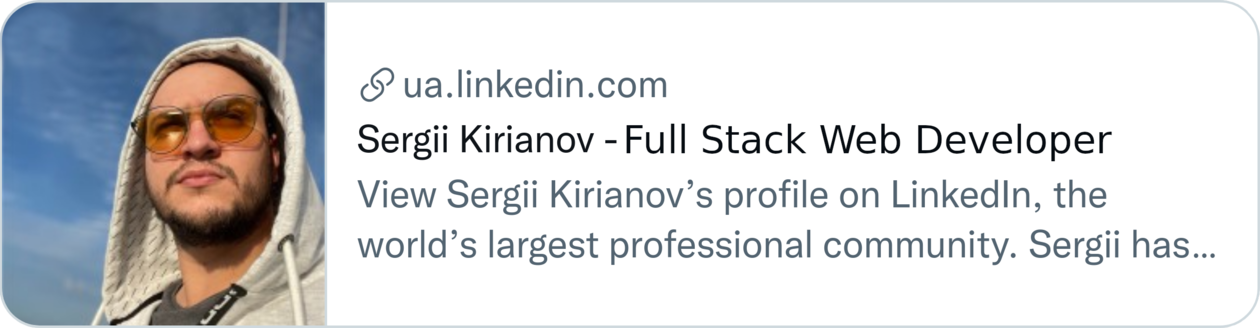 ua.linkedin.com
Sergii Kirianov - Full Stack Web Developer
View Sergii Kirianov’s profile on LinkedIn, the
world’s largest professional community. Sergii has...